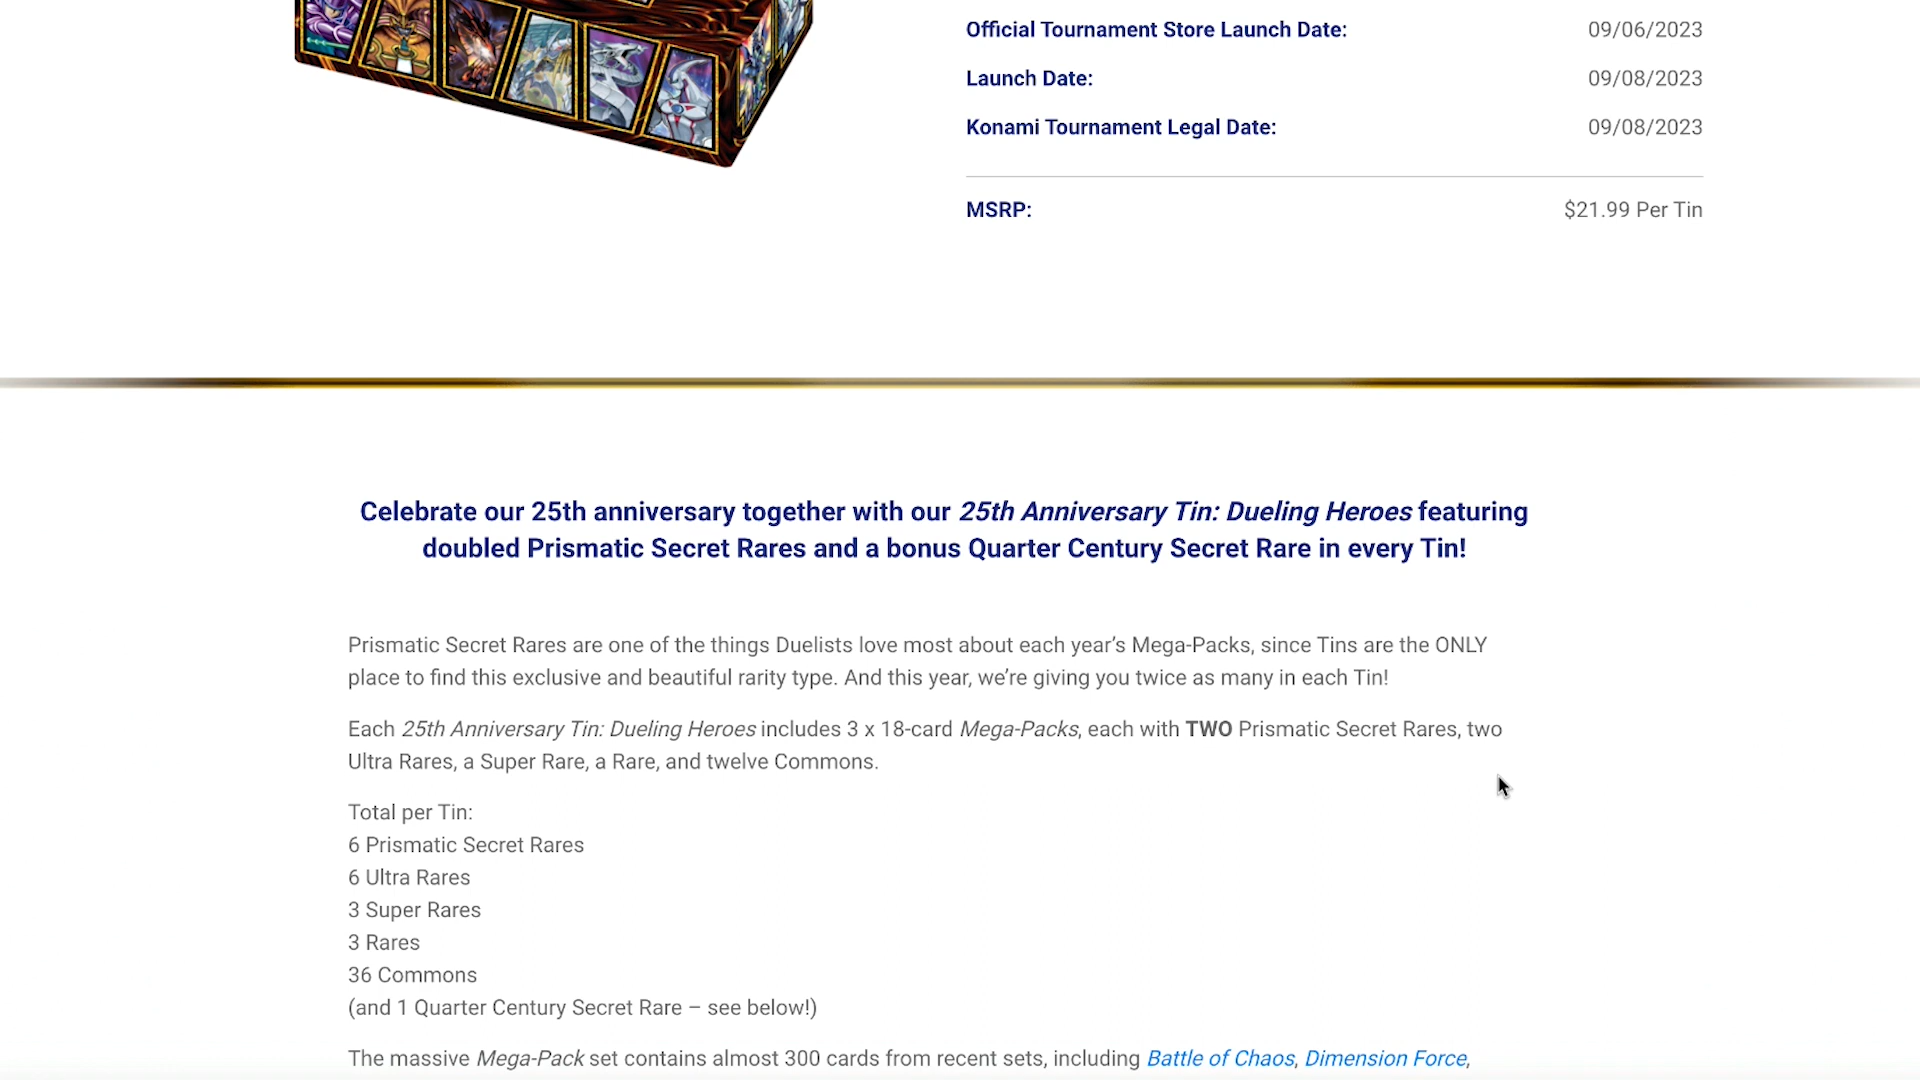 Official Tournament Store Launch Date: 09/06/2023
Launch Date: 09/08/2023
Konami Tournament Legal Date: 09/08/2023
MSRP: $21.99 Per Tin
Celebrate our 25th anniversary together with our 25th Anniversary Tin: Dueling Heroes featuring
doubled Prismatic Secret Rares and a bonus Quarter Century Secret Rare in every Tin!
Prismatic Secret Rares are one of the things Duelists love most about each year’s Mega-Packs, since Tins are the ONLY
place to find this exclusive and beautiful rarity type. And this year, we’re giving you twice as many in each Tin!
Each 25th Anniversary Tin: Dueling Heroes includes 3 x 18-card Mega-Packs, each with TWO Prismatic Secret Rares, two
Ultra Rares, a Super Rare, a Rare, and twelve Commons.
Total per Tin:
6 Prismatic Secret Rares
6 Ultra Rares
3 Super Rares
3 Rares
36 Commons
(and 1 Quarter Century Secret Rare – see below!)
The massive Mega-Pack set contains almost 300 cards from recent sets, including Battle of Chaos, Dimension Force,